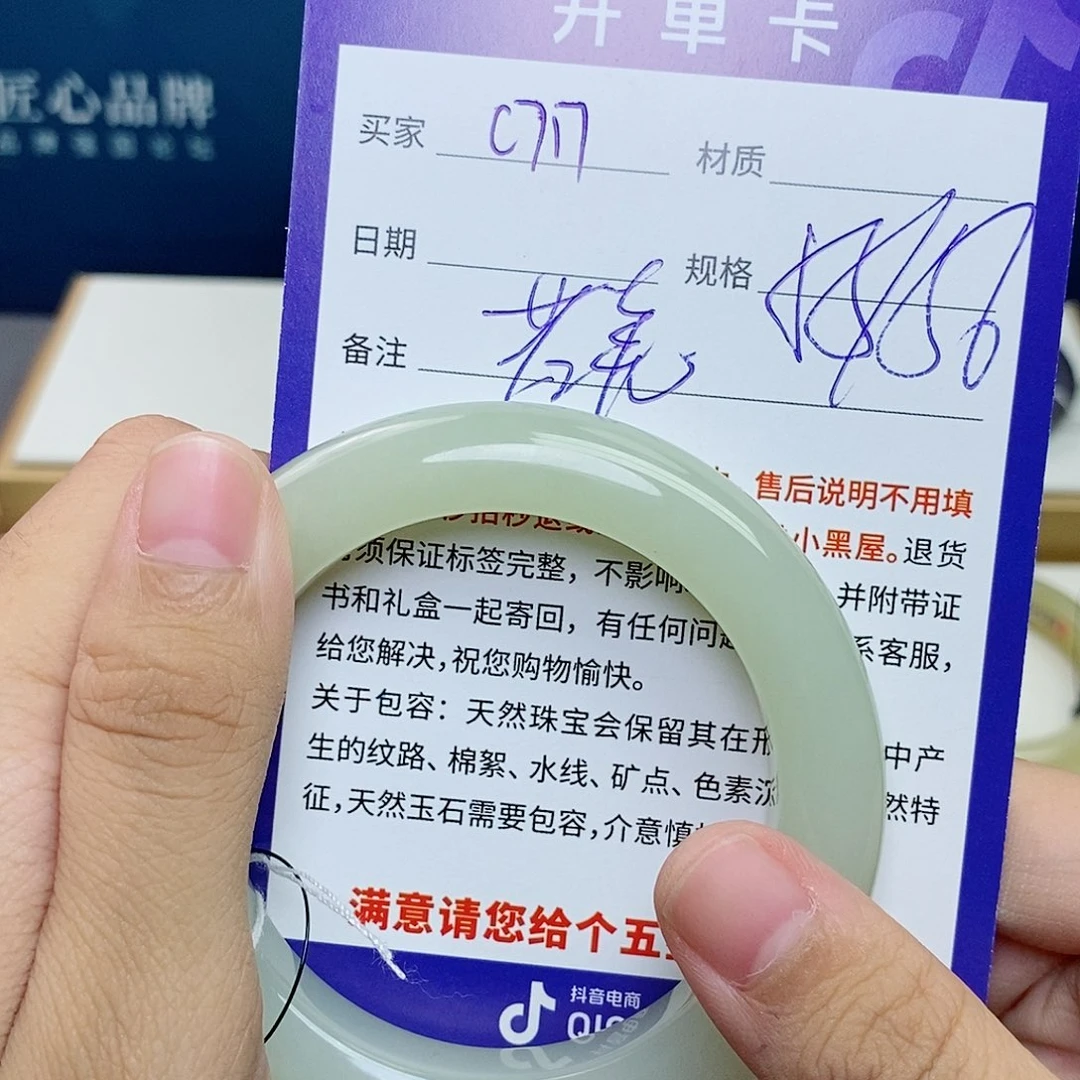 匠心品牌
开单卡
买家 C717 材质
日期 规格
备注
售后说明不用填
小黑屋。退货
须保证标签完整，不影响 并附带证
书和礼盒一起寄回，有任何问 系客服，
给您解决，祝您购物愉快。
关于包容：天然珠宝会保留其在形 中产
生的纹路、棉絮、水线、矿点、色素 然特
征，天然玉石需要包容，介意慎
满意请您给个五
抖音电商
QIC